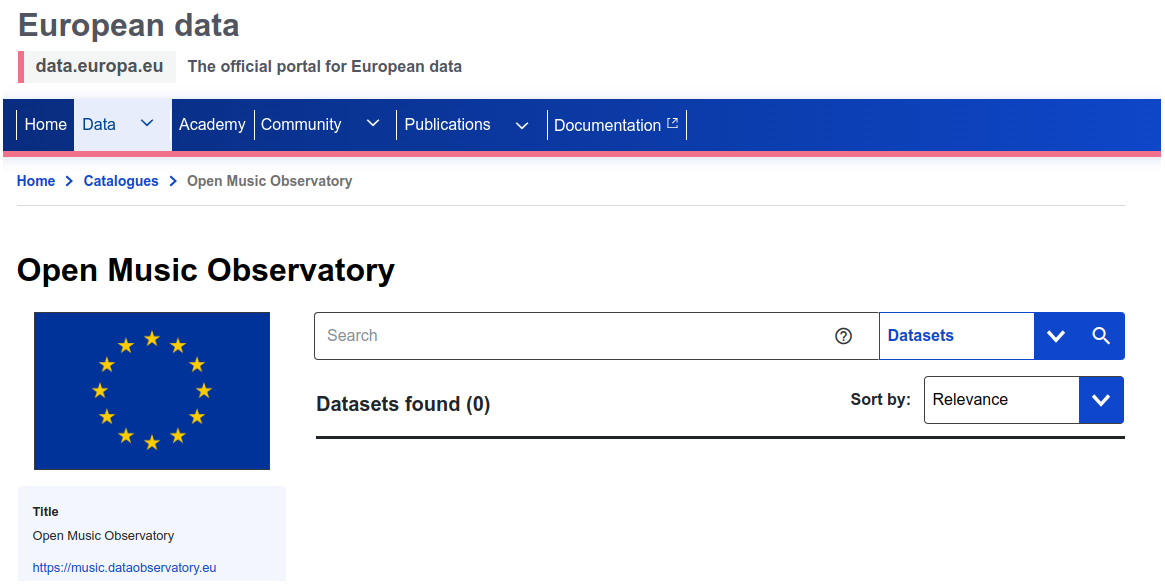 European data
data.europa.eu The official portal for European data
Home Data Academy Community Publications Documentation
Home Catalogues Open Music Observatory
Open Music Observatory
Search Datasets
Datasets found (0) Sort by: Relevance
Title
Open Music Observatory
https://music.dataobservatory.eu